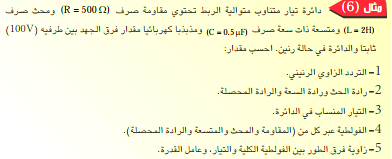 مثال (6) دائرة تيار متناوب متوالية الربط تحتوي مقاومة صرف (R = 500 Ω) ومحث صرف
(L = 2H) ومتسعة ذات سعة صرف (C = 0.5 μF) ومذبذبا كهربائيا مقدار فرق الجهد بين طرفيه (100V)
ثابتا والدائرة في حالة رنين. احسب مقدار:
1– التردد الزاوي الرنيني.
2– رادة الحث ورادة السعة والرادة المحصلة.
3– التيار المنساب في الدائرة.
4– الفولطية عبر كل من (المقاومة والمحث والمتسعة والرادة المحصلة).
5– زاوية فرق الطور بين الفولطية الكلية والتيار، وعامل القدرة.